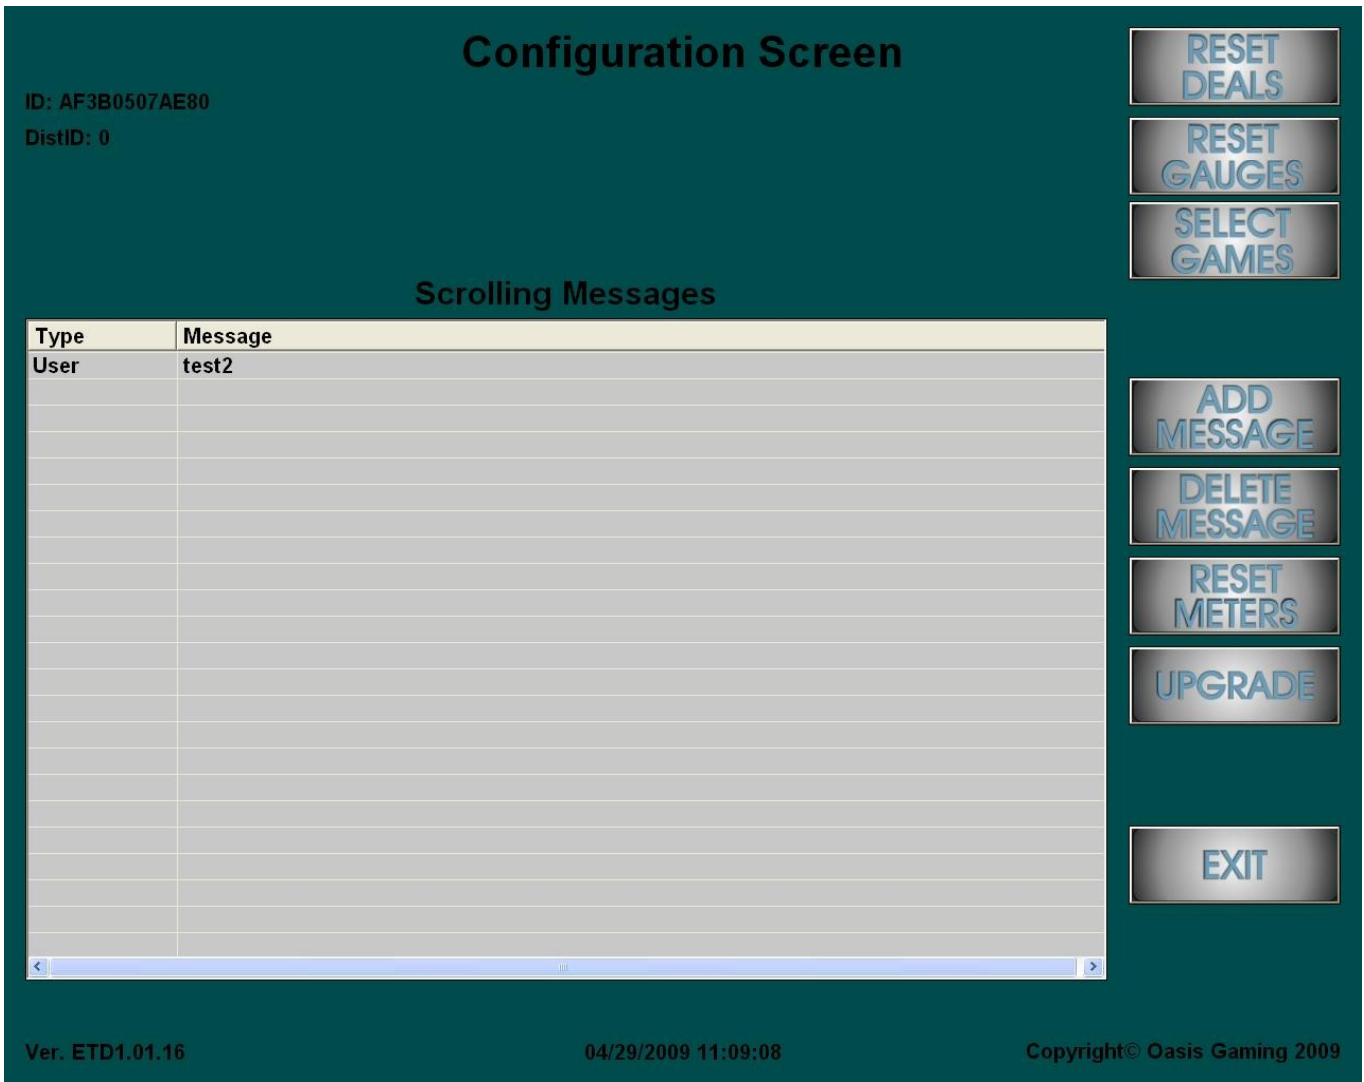 Configuration Screen
ID: AF3B0507AE80
DistID: 0
RESET
DEALS
RESET
GAUGES
SELECT
GAMES
Scrolling Messages
Type Message
User test2
ADD
MESSAGE
DELETE
MESSAGE
RESET
METERS
UPGRADE
EXIT
Ver. ETD1.01.16 04/29/2009 11:09:08 Copyright© Oasis Gaming 2009